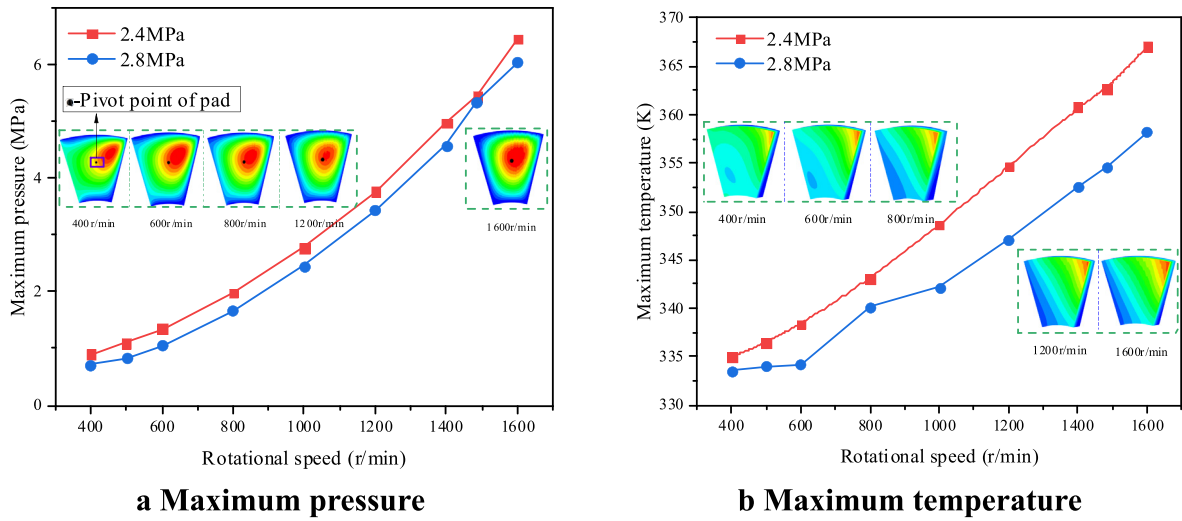 2.4MPa
2.8MPa
-Pivot point of pad
400r/min
600r/min
800r/min
1200r/min
1600r/min
Maximum pressure (MPa)
6
4
2
0
400
600
800
1000
1200
1400
1600
Rotational speed (r/min)
a Maximum pressure
2.4MPa
2.8MPa
400r/min
600r/min
800r/min
1200r/min
1600r/min
Maximum temperature (K)
370
365
360
355
350
345
340
335
330
400
600
800
1000
1200
1400
1600
Rotational speed (r/min)
b Maximum temperature